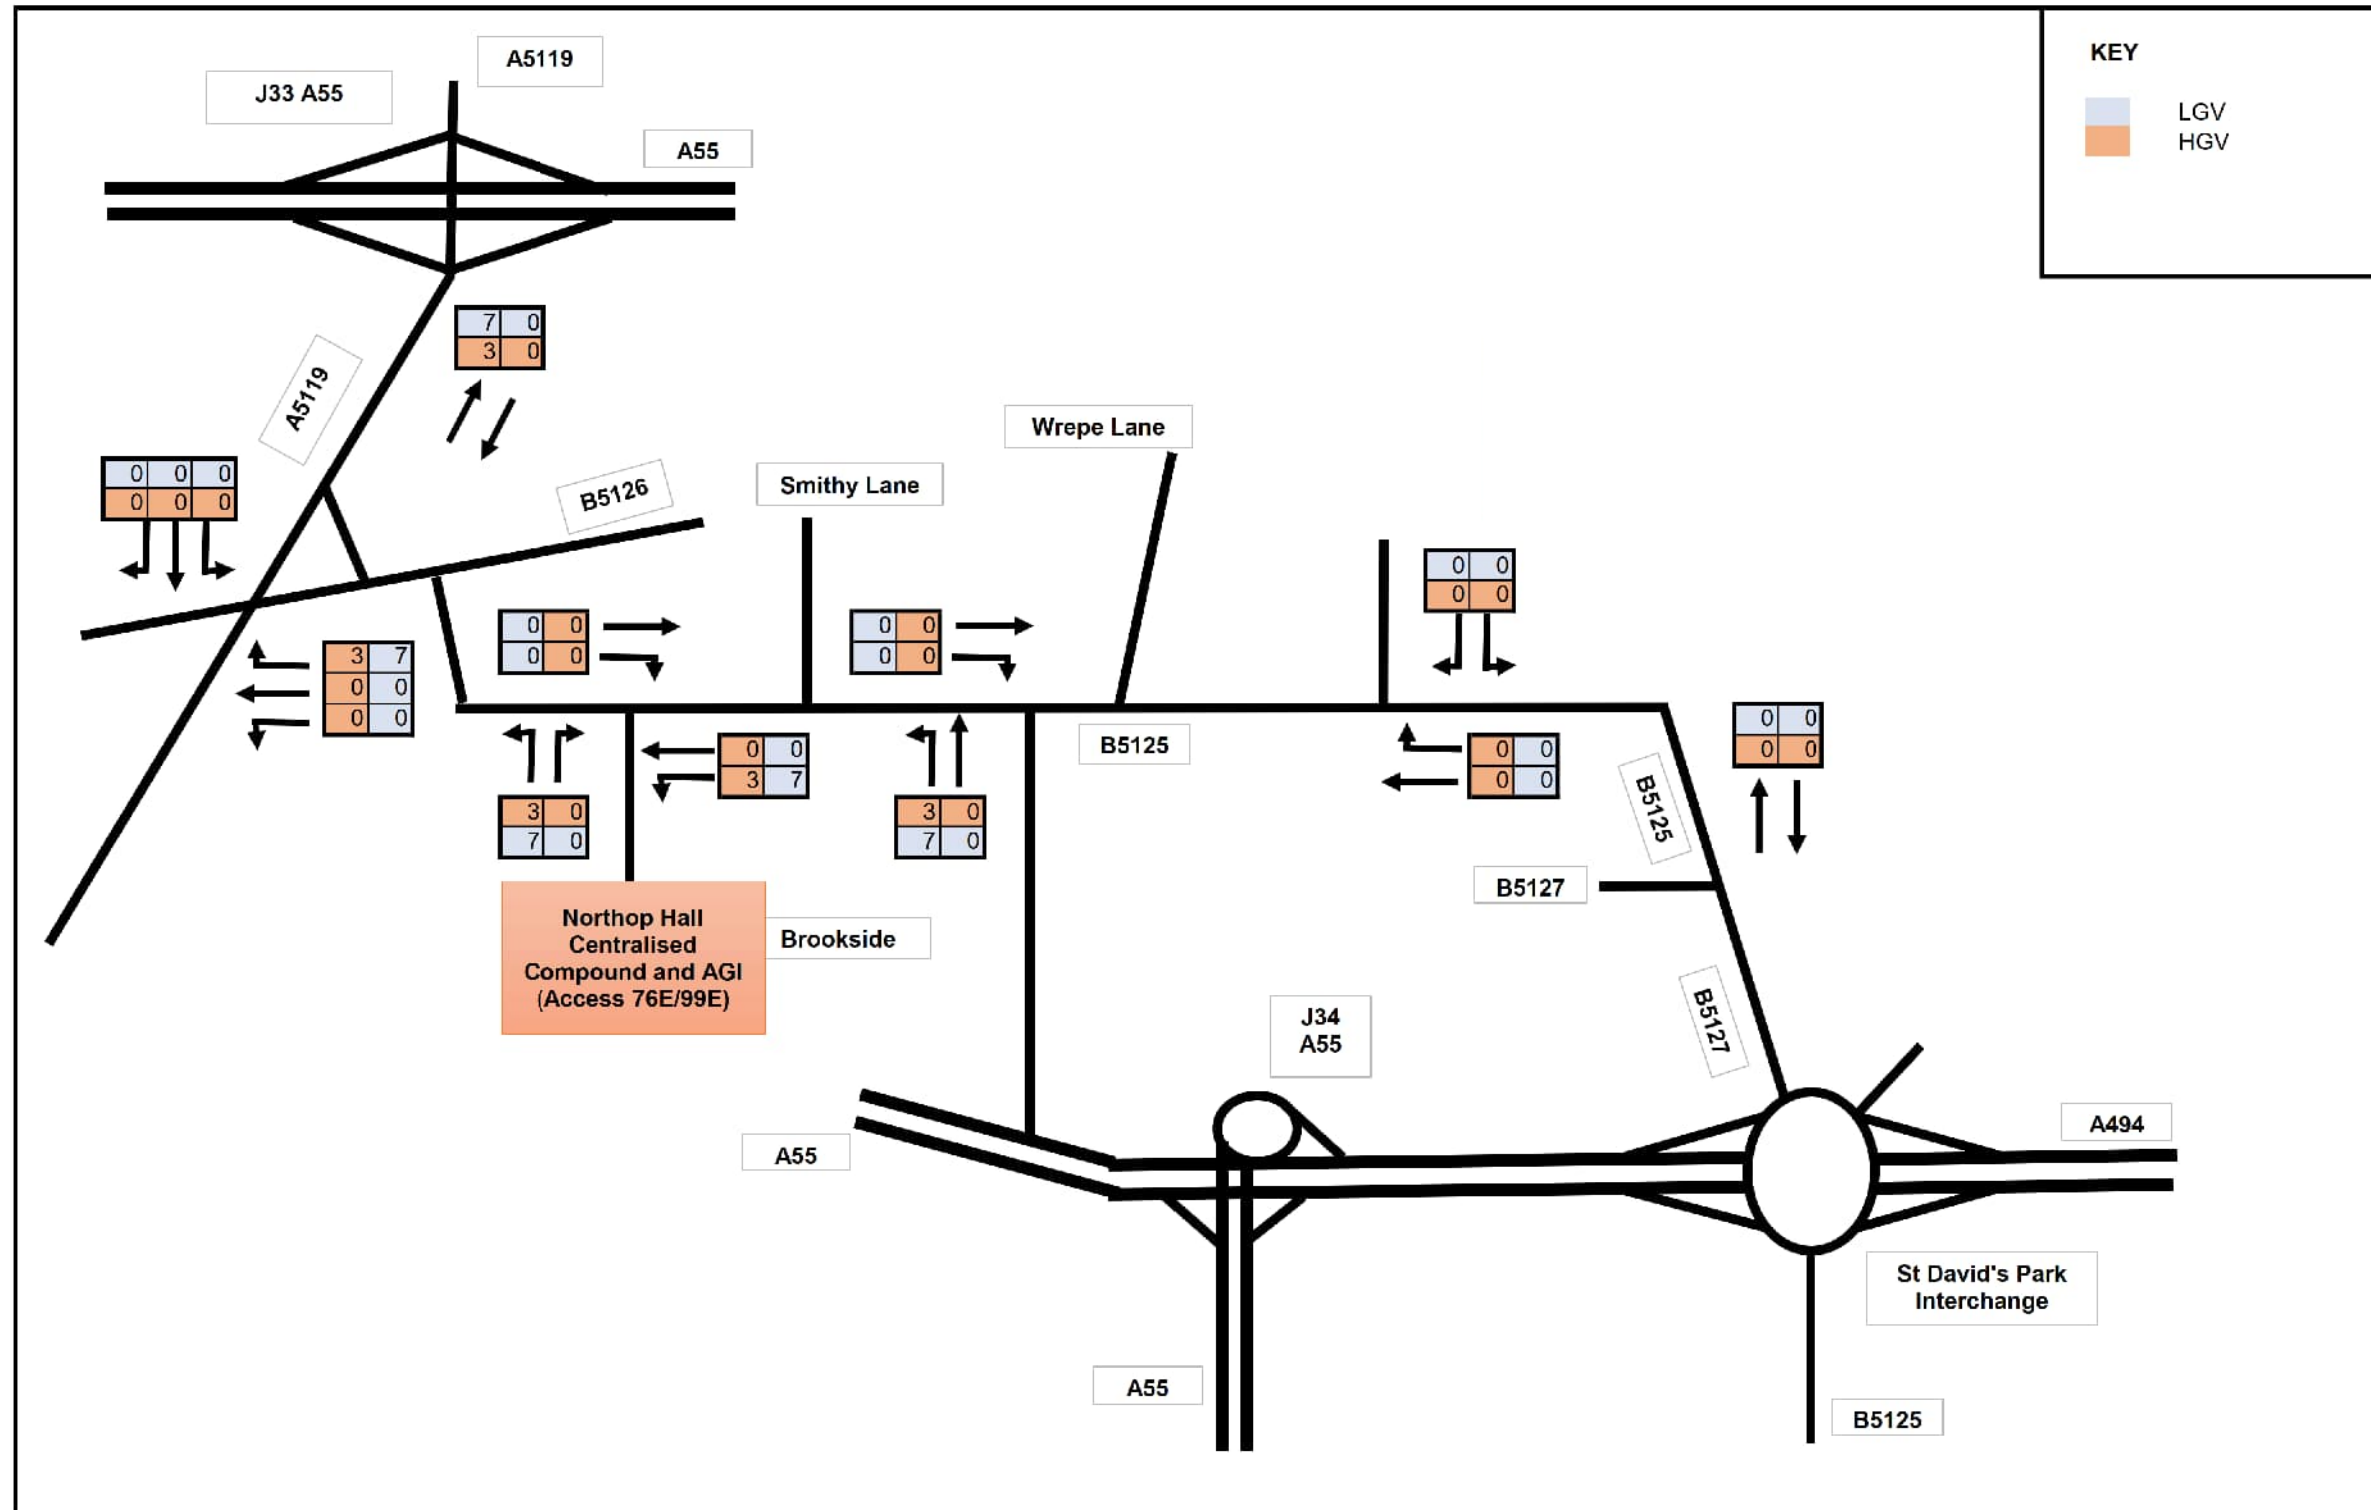 A5119
J33 A55
A55
KEY
LGV
HGV
7 0
3 0
A5119
0 0 0
0 0 0
B5126
Smithy Lane
Wrepe Lane
0 0
0 0
0 0
0 0
0 0
0 0
3 7
0 0
0 0
B5125
0 0
0 0
0 0
3 7
0 0
0 0
3 0
7 0
3 0
7 0
B5125
B5127
Northop Hall
Centralised
Compound and AGI
(Access 76E/99E)
Brookside
B5127
J34
A55
A55
A494
St David's Park
Interchange
A55
B5125